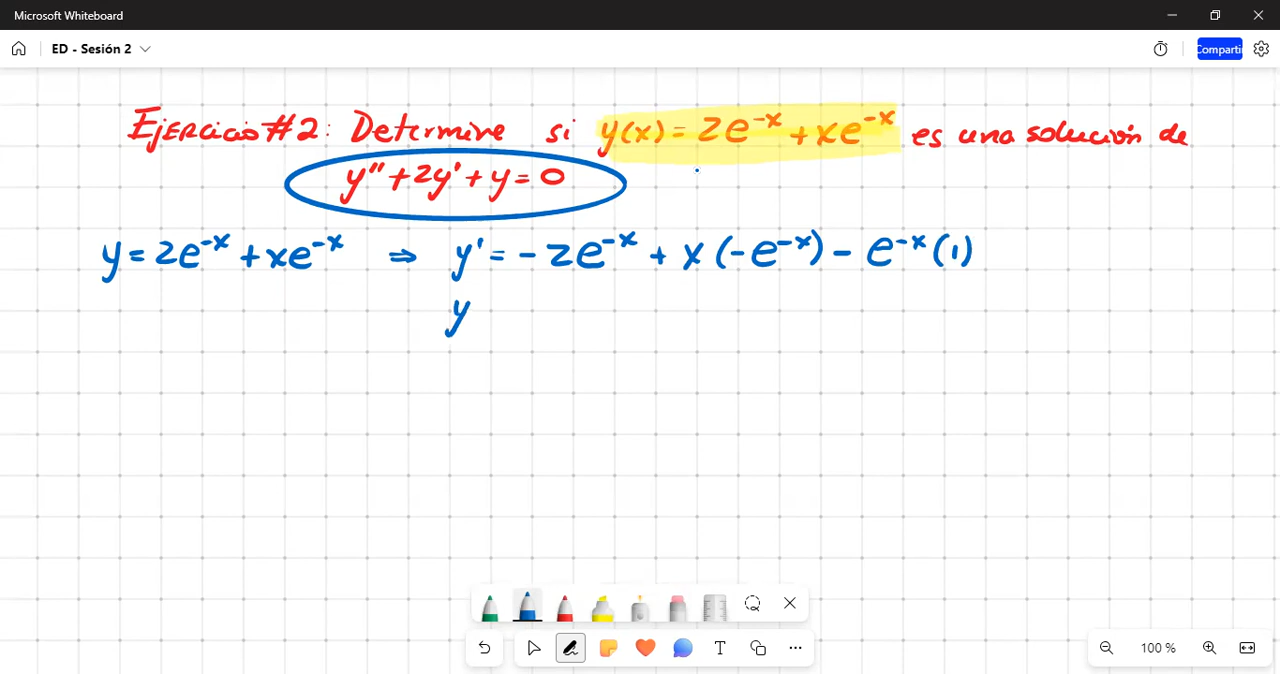 Microsoft Whiteboard
ED - Sesión 2
Compartir
Ejercicio #2: Determine si y(x) = 2e^{-x} + xe^{-x} es una solución de
y'' + 2y' + y = 0
y = 2e^{-x} + xe^{-x} ⇒ y' = -2e^{-x} + x(-e^{-x}) - e^{-x}(1)
y
T
100 %